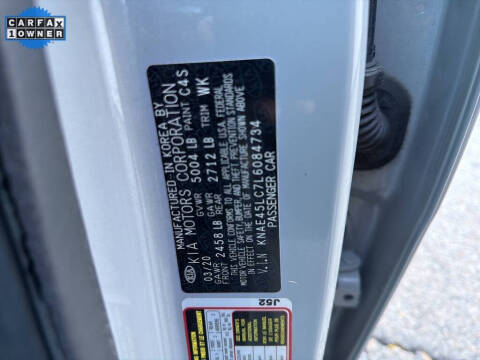 CARFAX
1 OWNER
MANUFACTURED IN KOREA BY
KIA MOTORS CORPORATION
03/20 GVWR 5004 LB PAINT C4S
GAWR FRONT 2458 LB GAWR REAR 2712 LB TRIM WK
THIS VEHICLE CONFORMS TO ALL APPLICABLE U.S.A. FEDERAL
MOTOR VEHICLE SAFETY, BUMPER, AND THEFT PREVENTION STANDARDS
IN EFFECT ON THE DATE OF MANUFACTURE SHOWN ABOVE
V.I.N KNAE45LC7L6084734
PASSENGER CAR
KIA
J52